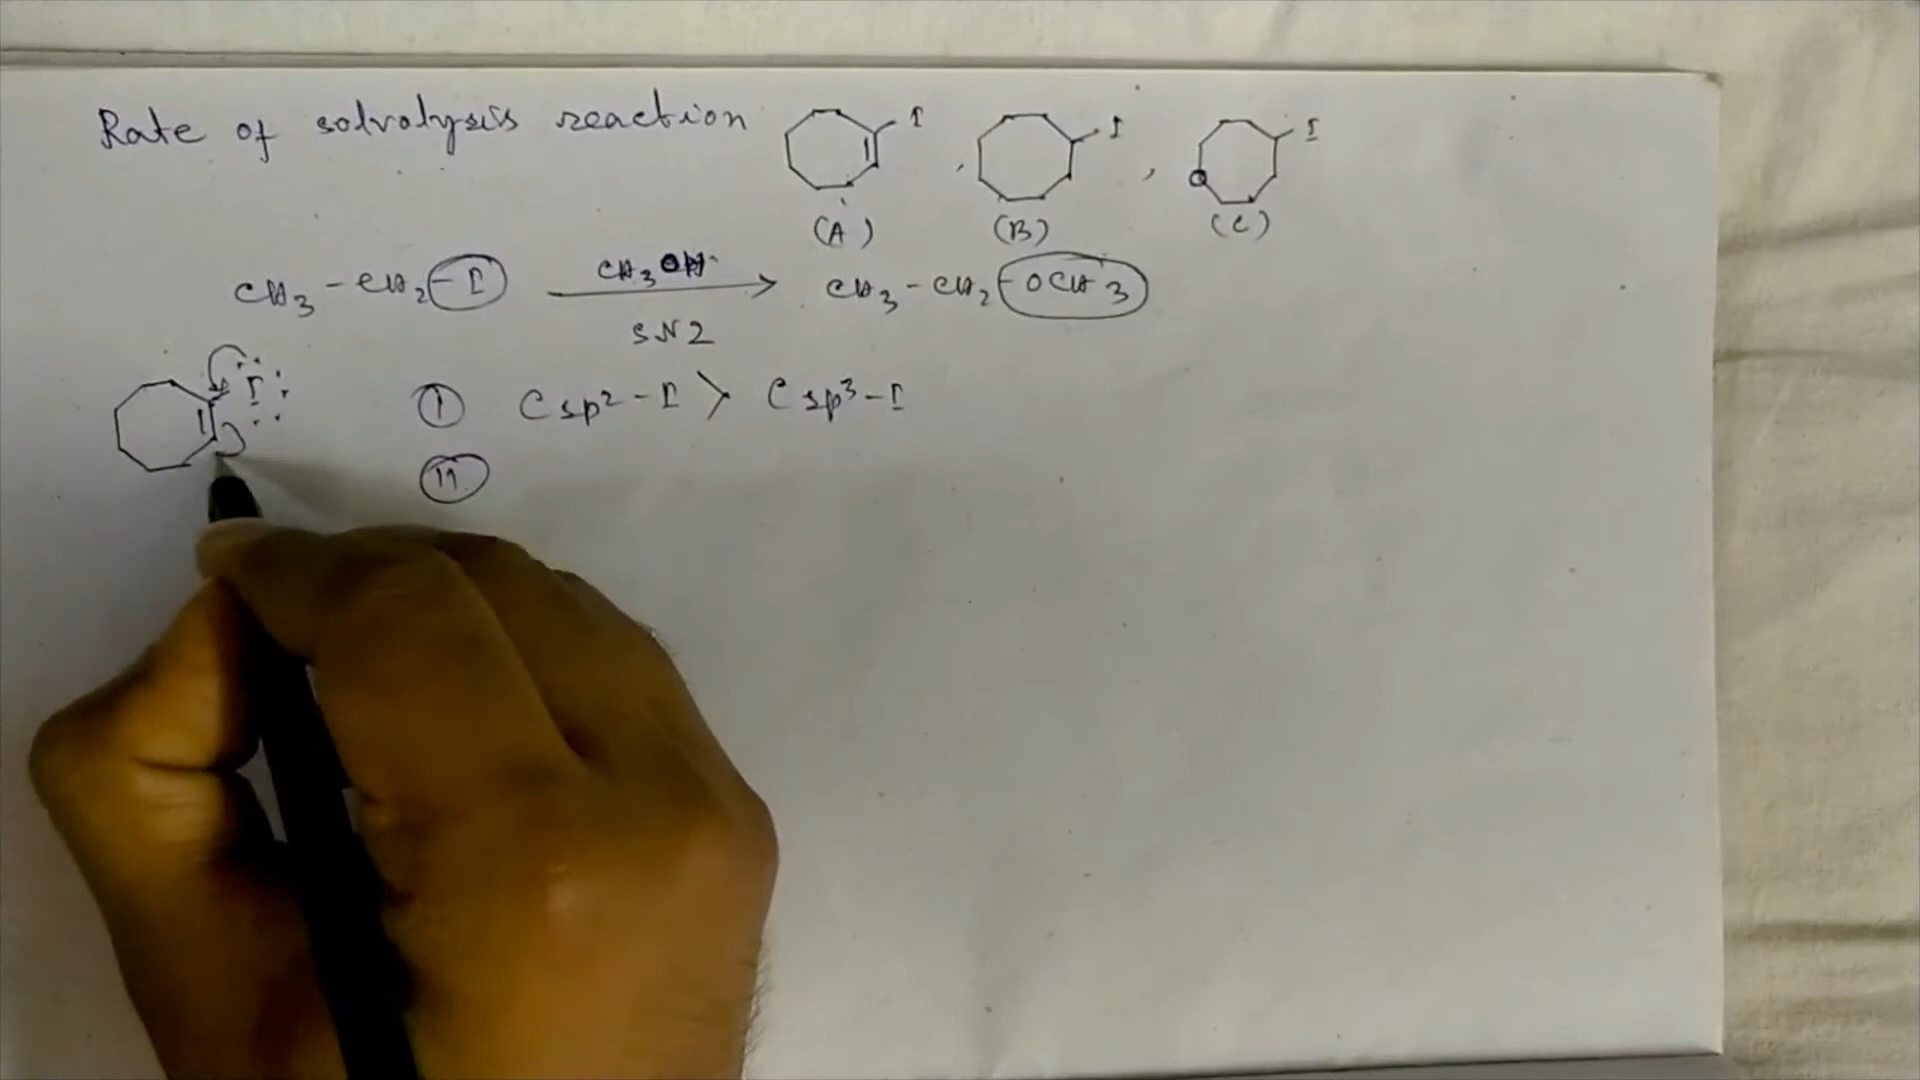 Rate of solvolysis reaction I , I , I
(A) (B) (C)
CH3 - CH2 - I CH3OH → CH3 - CH2 - OCH3
SN2
I
(I) Csp2 - I > Csp3 - I
(II)